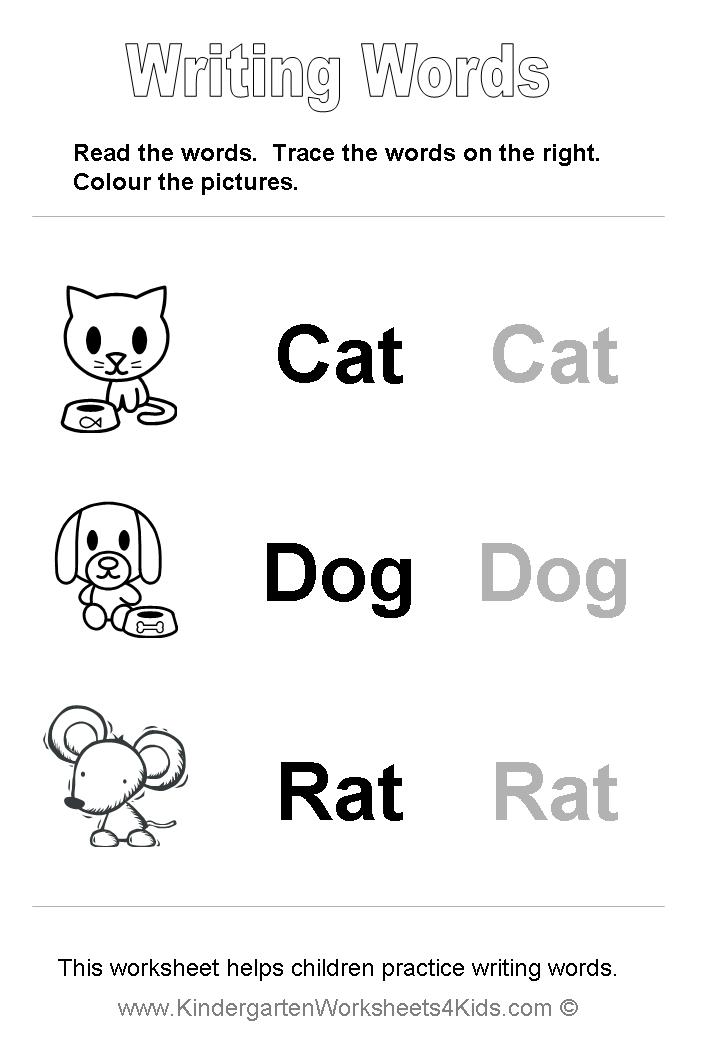 Writing Words
Read the words.  Trace the words on the right.
Colour the pictures.
Cat Cat
Dog Dog
Rat Rat
This worksheet helps children practice writing words.
www.KindergartenWorksheets4Kids.com ©